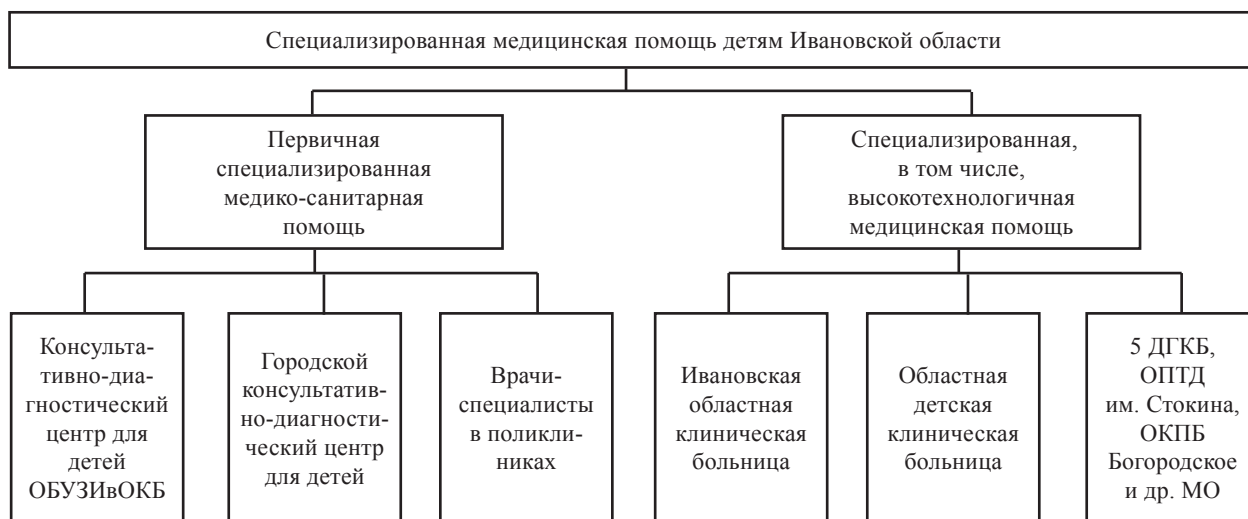 Специализированная медицинская помощь детям Ивановской области
Первичная
специализированная
медико-санитарная
помощь
Специализированная,
в том числе,
высокотехнологичная
медицинская помощь
Консульта-
тивно-диа-
гностический
центр для
детей
ОБУЗИвОКБ
Городской
консультатив-
но-диагности-
ческий центр
для детей
Врачи-
специалисты
в поликли-
никах
Ивановская
областная
клиническая
больница
Областная
детская
клиническая
больница
5 ДГКБ,
ОПТД
им. Стокина,
ОКПБ
Богородское
и др. МО